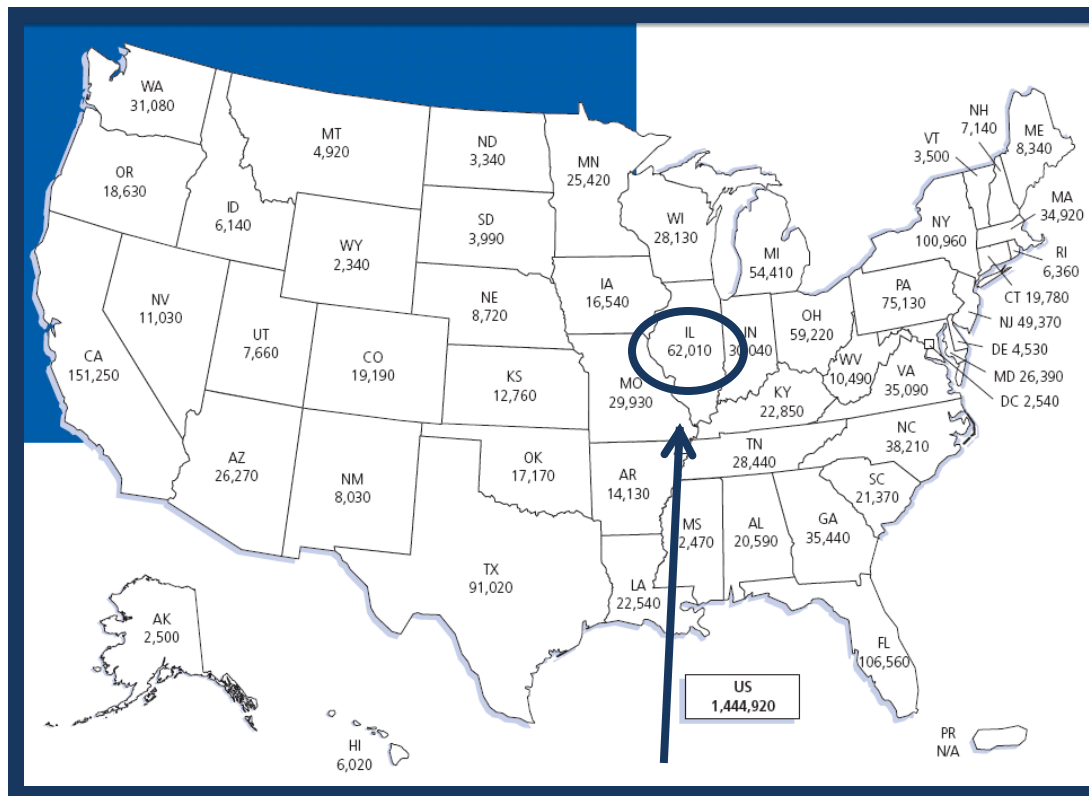 WA
31,080
MT
4,920
ND
3,340
MN
25,420
NH
7,140
VT
3,500
ME
8,340
OR
18,630
ID
6,140
WY
2,340
SD
3,990
WI
28,130
MI
54,410
NY
100,960
MA
34,920
RI
6,360
CT 19,780
NJ 49,370
DE 4,530
MD 26,390
DC 2,540
NV
11,030
UT
7,660
CA
151,250
CO
19,190
NE
8,720
IA
16,540
KS
12,760
MO
29,930
IL
62,010
IN
OH
59,220
PA
75,130
WV
10,490
VA
35,090
KY
22,850
NC
38,210
TN
28,440
SC
21,370
AZ
26,270
NM
8,030
OK
17,170
AR
14,130
MS
AL
20,590
GA
35,440
TX
91,020
LA
22,540
FL
106,560
AK
2,500
HI
6,020
US
1,444,920
PR
N/A